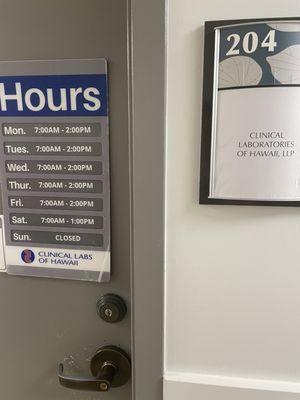 Hours
Mon. 7:00AM - 2:00PM
Tues. 7:00AM - 2:00PM
Wed. 7:00AM - 2:00PM
Thur. 7:00AM - 2:00PM
Fri. 7:00AM - 2:00PM
Sat. 7:00AM - 1:00PM
Sun. CLOSED
CLINICAL LABS
OF HAWAII
204
CLINICAL
LABORATORIES
OF HAWAII, LLP